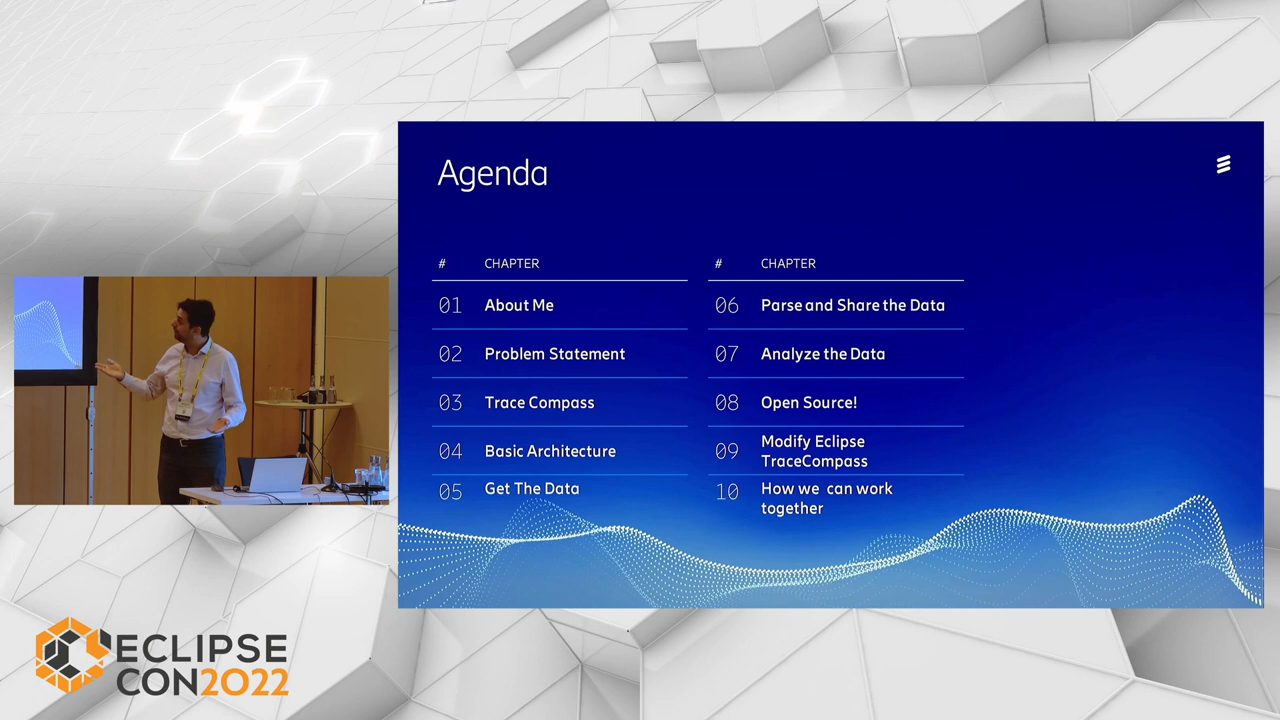 Agenda
# CHAPTER
01 About Me
02 Problem Statement
03 Trace Compass
04 Basic Architecture
05 Get The Data
# CHAPTER
06 Parse and Share the Data
07 Analyze the Data
08 Open Source!
09 Modify Eclipse
TraceCompass
10 How we can work
together
ECLIPSE
CON2022